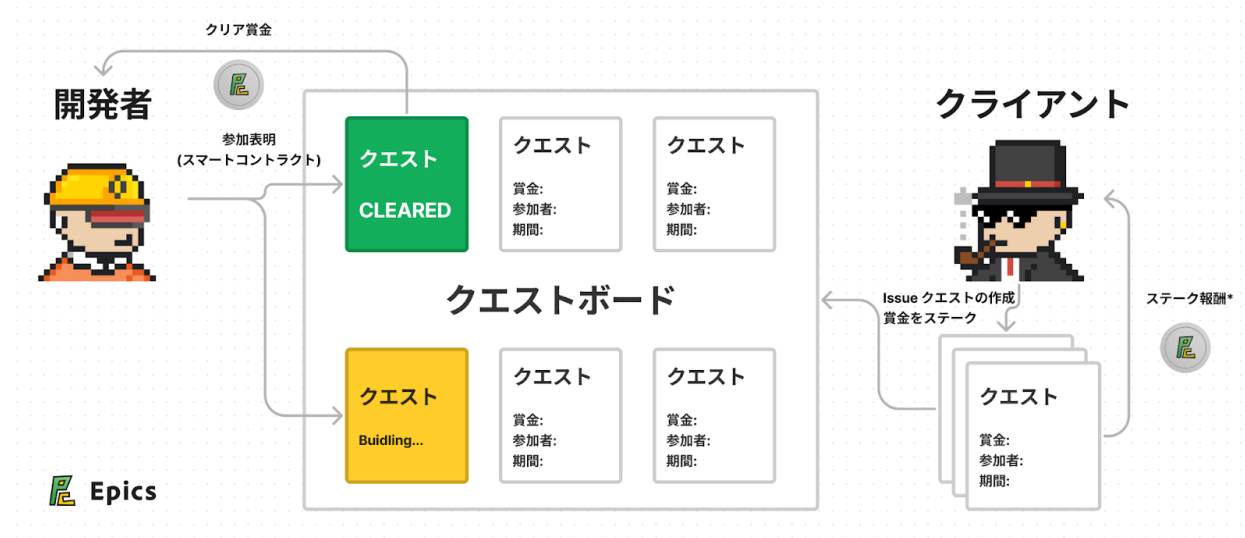 クリア賞金
開発者
参加表明
(スマートコントラクト)
クエスト
CLEARED
クエスト
賞金:
参加者:
期間:
クエスト
賞金:
参加者:
期間:
クエストボード
クエスト
Buidling...
クエスト
賞金:
参加者:
期間:
クエスト
賞金:
参加者:
期間:
クライアント
Issue クエストの作成
賞金をステーク
ステーク報酬*
クエスト
賞金:
参加者:
期間:
Epics